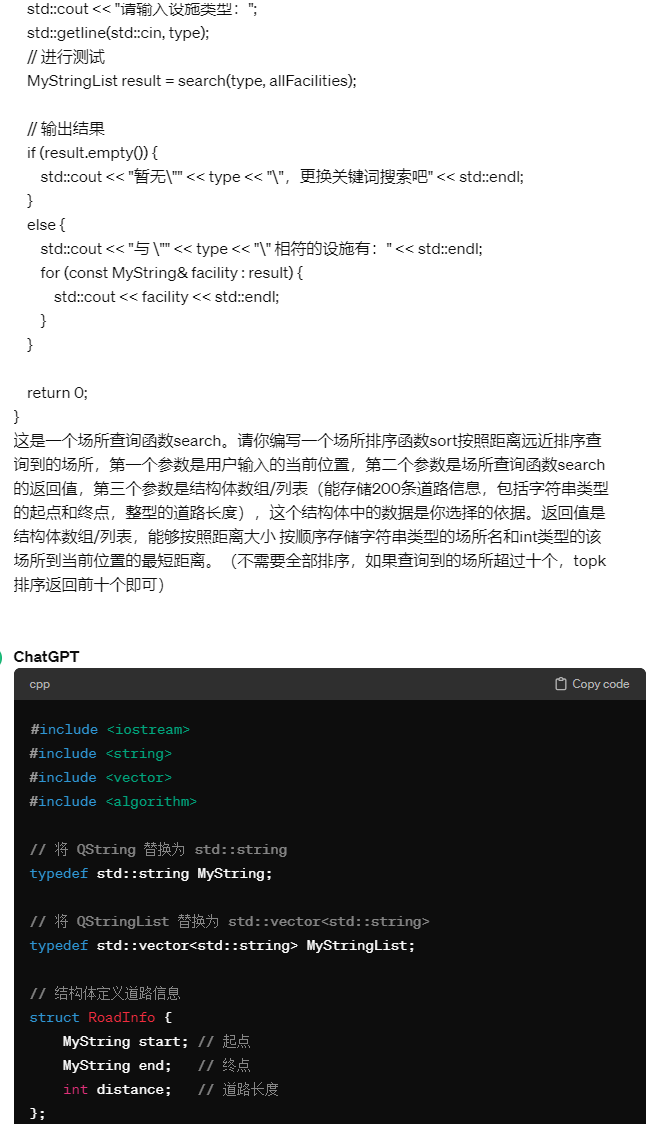 std::cout << "请输入设施类型：";
std::getline(std::cin, type);
// 进行测试
MyStringList result = search(type, allFacilities);
// 输出结果
if (result.empty()) {
std::cout << "暂无\"" << type << "\"，更换关键词搜索吧" << std::endl;
}
else {
std::cout << "与 \"" << type << "\" 相符的设施有：" << std::endl;
for (const MyString& facility : result) {
std::cout << facility << std::endl;
}
}
return 0;
}
这是一个场所查询函数search。请你编写一个场所排序函数sort按照距离远近排序查
询到的场所，第一个参数是用户输入的当前位置，第二个参数是场所查询函数search
的返回值，第三个参数是结构体数组/列表（能存储200条道路信息，包括字符串类型
的起点和终点，整型的道路长度），这个结构体中的数据是你选择的依据。返回值是
结构体数组/列表，能够按照距离大小 按顺序存储字符串类型的场所名和int类型的该
场所到当前位置的最短距离。（不需要全部排序，如果查询到的场所超过十个，topk
排序返回前十个即可）
ChatGPT
cpp
Copy code
#include <iostream>
#include <string>
#include <vector>
#include <algorithm>
// 将 QString 替换为 std::string
typedef std::string MyString;
// 将 QStringList 替换为 std::vector<std::string>
typedef std::vector<std::string> MyStringList;
// 结构体定义道路信息
struct RoadInfo {
MyString start; // 起点
MyString end;   // 终点
int distance;   // 道路长度
};